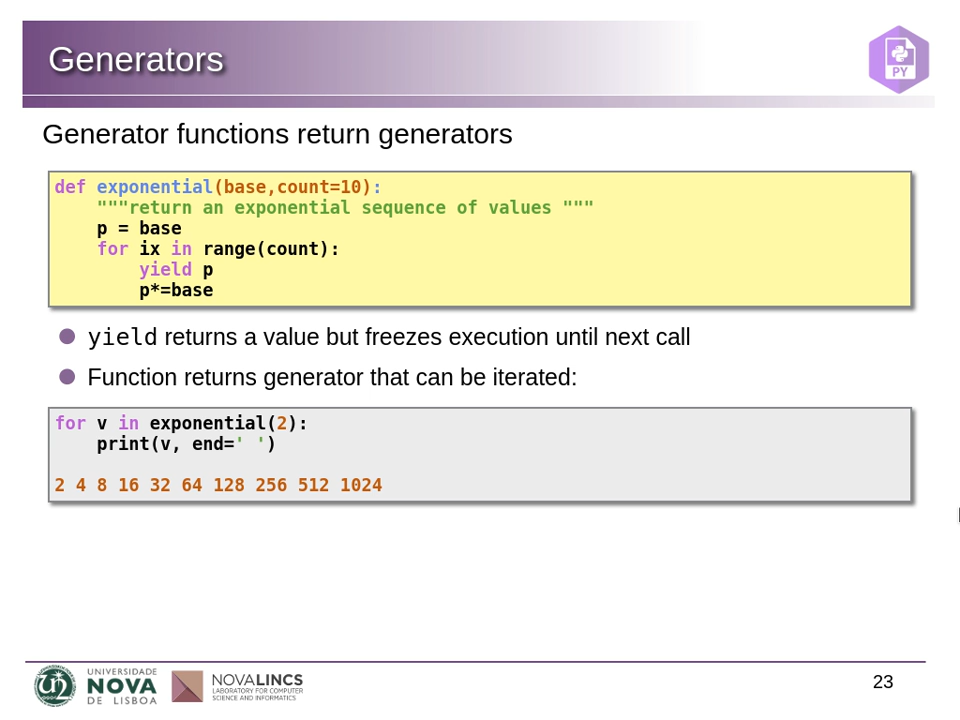 Generators
PY
Generator functions return generators
def exponential(base,count=10):
    """return an exponential sequence of values """
    p = base
    for ix in range(count):
        yield p
        p*=base
yield returns a value but freezes execution until next call
Function returns generator that can be iterated:
for v in exponential(2):
    print(v, end=' ')
2 4 8 16 32 64 128 256 512 1024
UNIVERSIDADE
NOVA
DE LISBOA
NOVALINCS
LABORATORY FOR COMPUTER
SCIENCE AND INFORMATICS
23